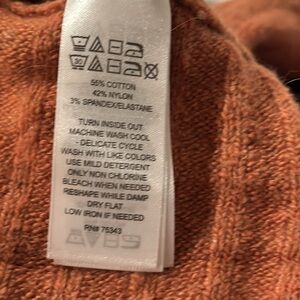 55% COTTON
42% NYLON
3% SPANDEX/ELASTANE
TURN INSIDE OUT
MACHINE WASH COOL
- DELICATE CYCLE
WASH WITH LIKE COLORS
USE MILD DETERGENT
ONLY NON CHLORINE
BLEACH WHEN NEEDED
RESHAPE WHILE DAMP
DRY FLAT
LOW IRON IF NEEDED
RN# 75343